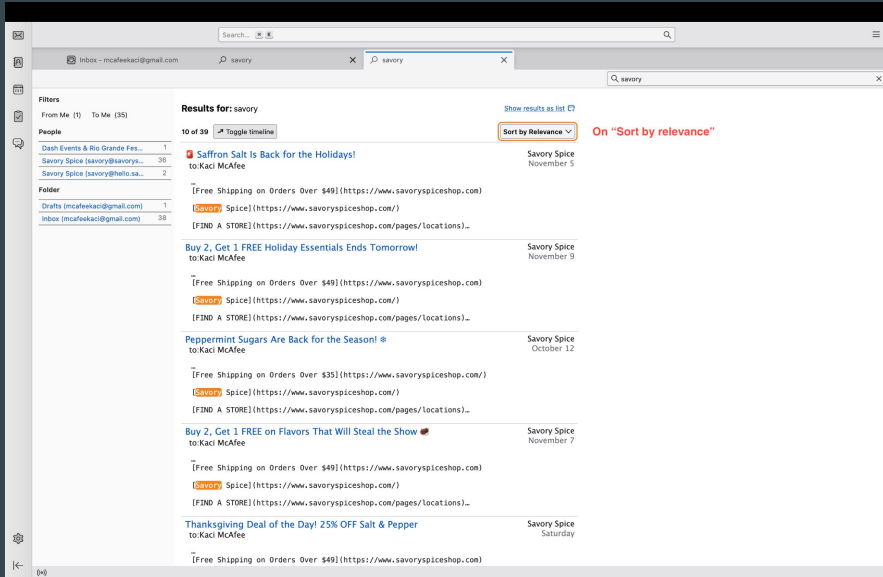 Search... ⌘ K
Inbox - mcafeekaci@gmail.com
savory
savory
savory
Filters
From Me (1) To Me (35)
People
Dash Events & Rio Grande Fes... 1
Savory Spice (savory@savorys... 36
Savory Spice (savory@hello.sa... 2
Folder
Drafts (mcafeekaci@gmail.com) 1
Inbox (mcafeekaci@gmail.com) 38
Results for: savory
Show results as list
10 of 39 Toggle timeline
Sort by Relevance
On “Sort by relevance”
🚨 Saffron Salt Is Back for the Holidays! Savory Spice
to:Kaci McAfee November 5
…
[Free Shipping on Orders Over $49](https://www.savoryspiceshop.com)
[Savory Spice](https://www.savoryspiceshop.com/)
[FIND A STORE](https://www.savoryspiceshop.com/pages/locations)…
Buy 2, Get 1 FREE Holiday Essentials Ends Tomorrow! Savory Spice
to:Kaci McAfee November 9
…
[Free Shipping on Orders Over $49](https://www.savoryspiceshop.com)
[Savory Spice](https://www.savoryspiceshop.com/)
[FIND A STORE](https://www.savoryspiceshop.com/pages/locations)…
Peppermint Sugars Are Back for the Season! ❄ Savory Spice
to:Kaci McAfee October 12
…
[Free Shipping on Orders Over $35](https://www.savoryspiceshop.com/)
[Savory Spice](https://www.savoryspiceshop.com/)
[FIND A STORE](https://www.savoryspiceshop.com/pages/locations)…
Buy 2, Get 1 FREE on Flavors That Will Steal the Show Savory Spice
to:Kaci McAfee November 7
…
[Free Shipping on Orders Over $49](https://www.savoryspiceshop.com)
[Savory Spice](https://www.savoryspiceshop.com/)
[FIND A STORE](https://www.savoryspiceshop.com/pages/locations)…
Thanksgiving Deal of the Day! 25% OFF Salt & Pepper Savory Spice
to:Kaci McAfee Saturday
…
[Free Shipping on Orders Over $49](https://www.savoryspiceshop.com)